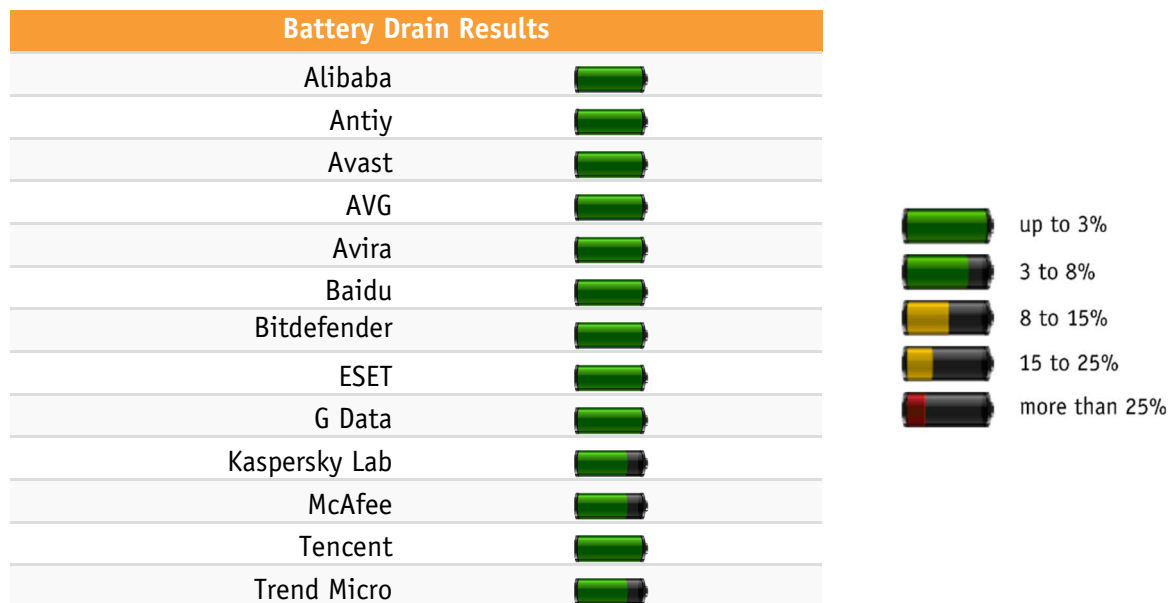 Battery Drain Results
Alibaba
Antiy
Avast
AVG
Avira
Baidu
Bitdefender
ESET
G Data
Kaspersky Lab
McAfee
Tencent
Trend Micro
up to 3%
3 to 8%
8 to 15%
15 to 25%
more than 25%